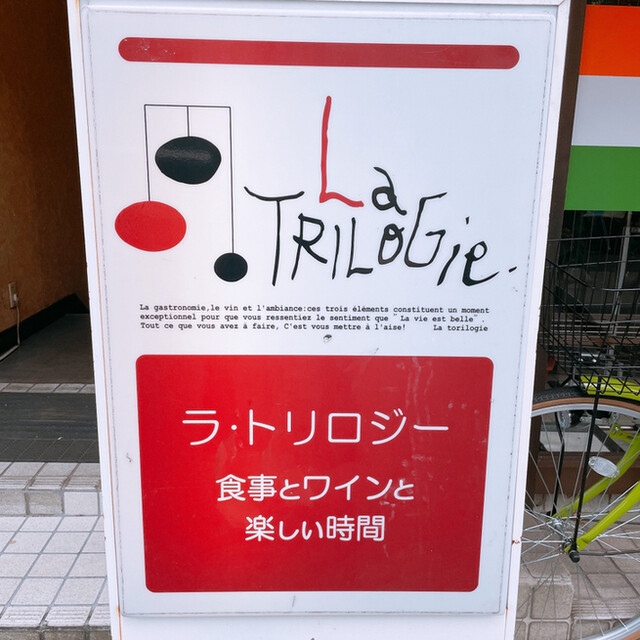 La
TRILOGie.
La gastronomie,le vin et l'ambiance:ces trois éléments constituent un moment
exceptionnel pour que vous ressentiez le sentiment que "La vie est belle".
Tout ce que vous avez à faire, C'est vous mettre à l'aise! La torilogie
ラ・トリロジー
食事とワインと
楽しい時間